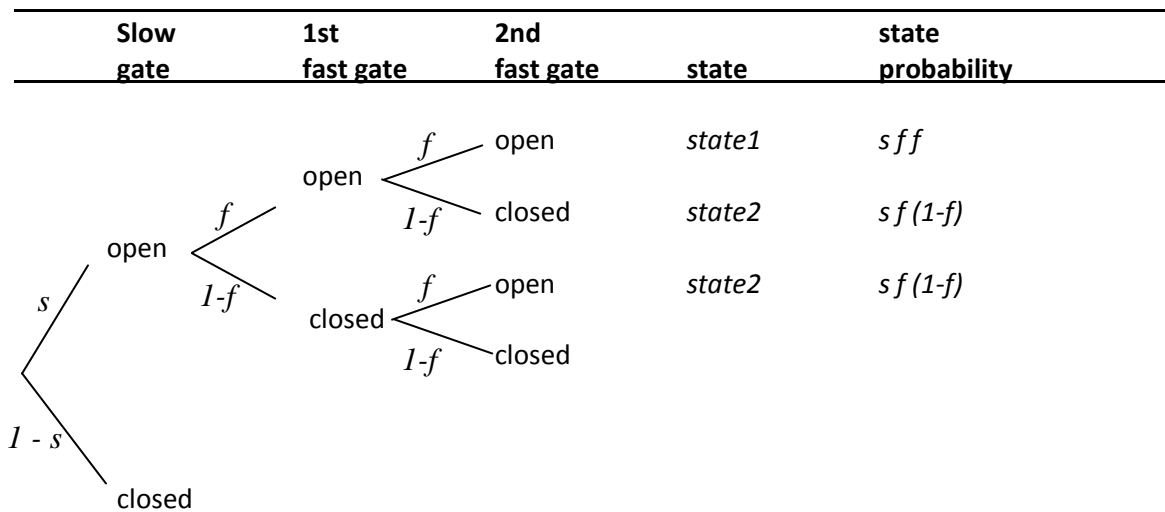 Slow 1st 2nd state
gate fast gate fast gate state probability
f open state1 s f f
open
f 1-f closed state2 s f (1-f)
open
1-f f open state2 s f (1-f)
s closed
1-f closed
1 - s
closed